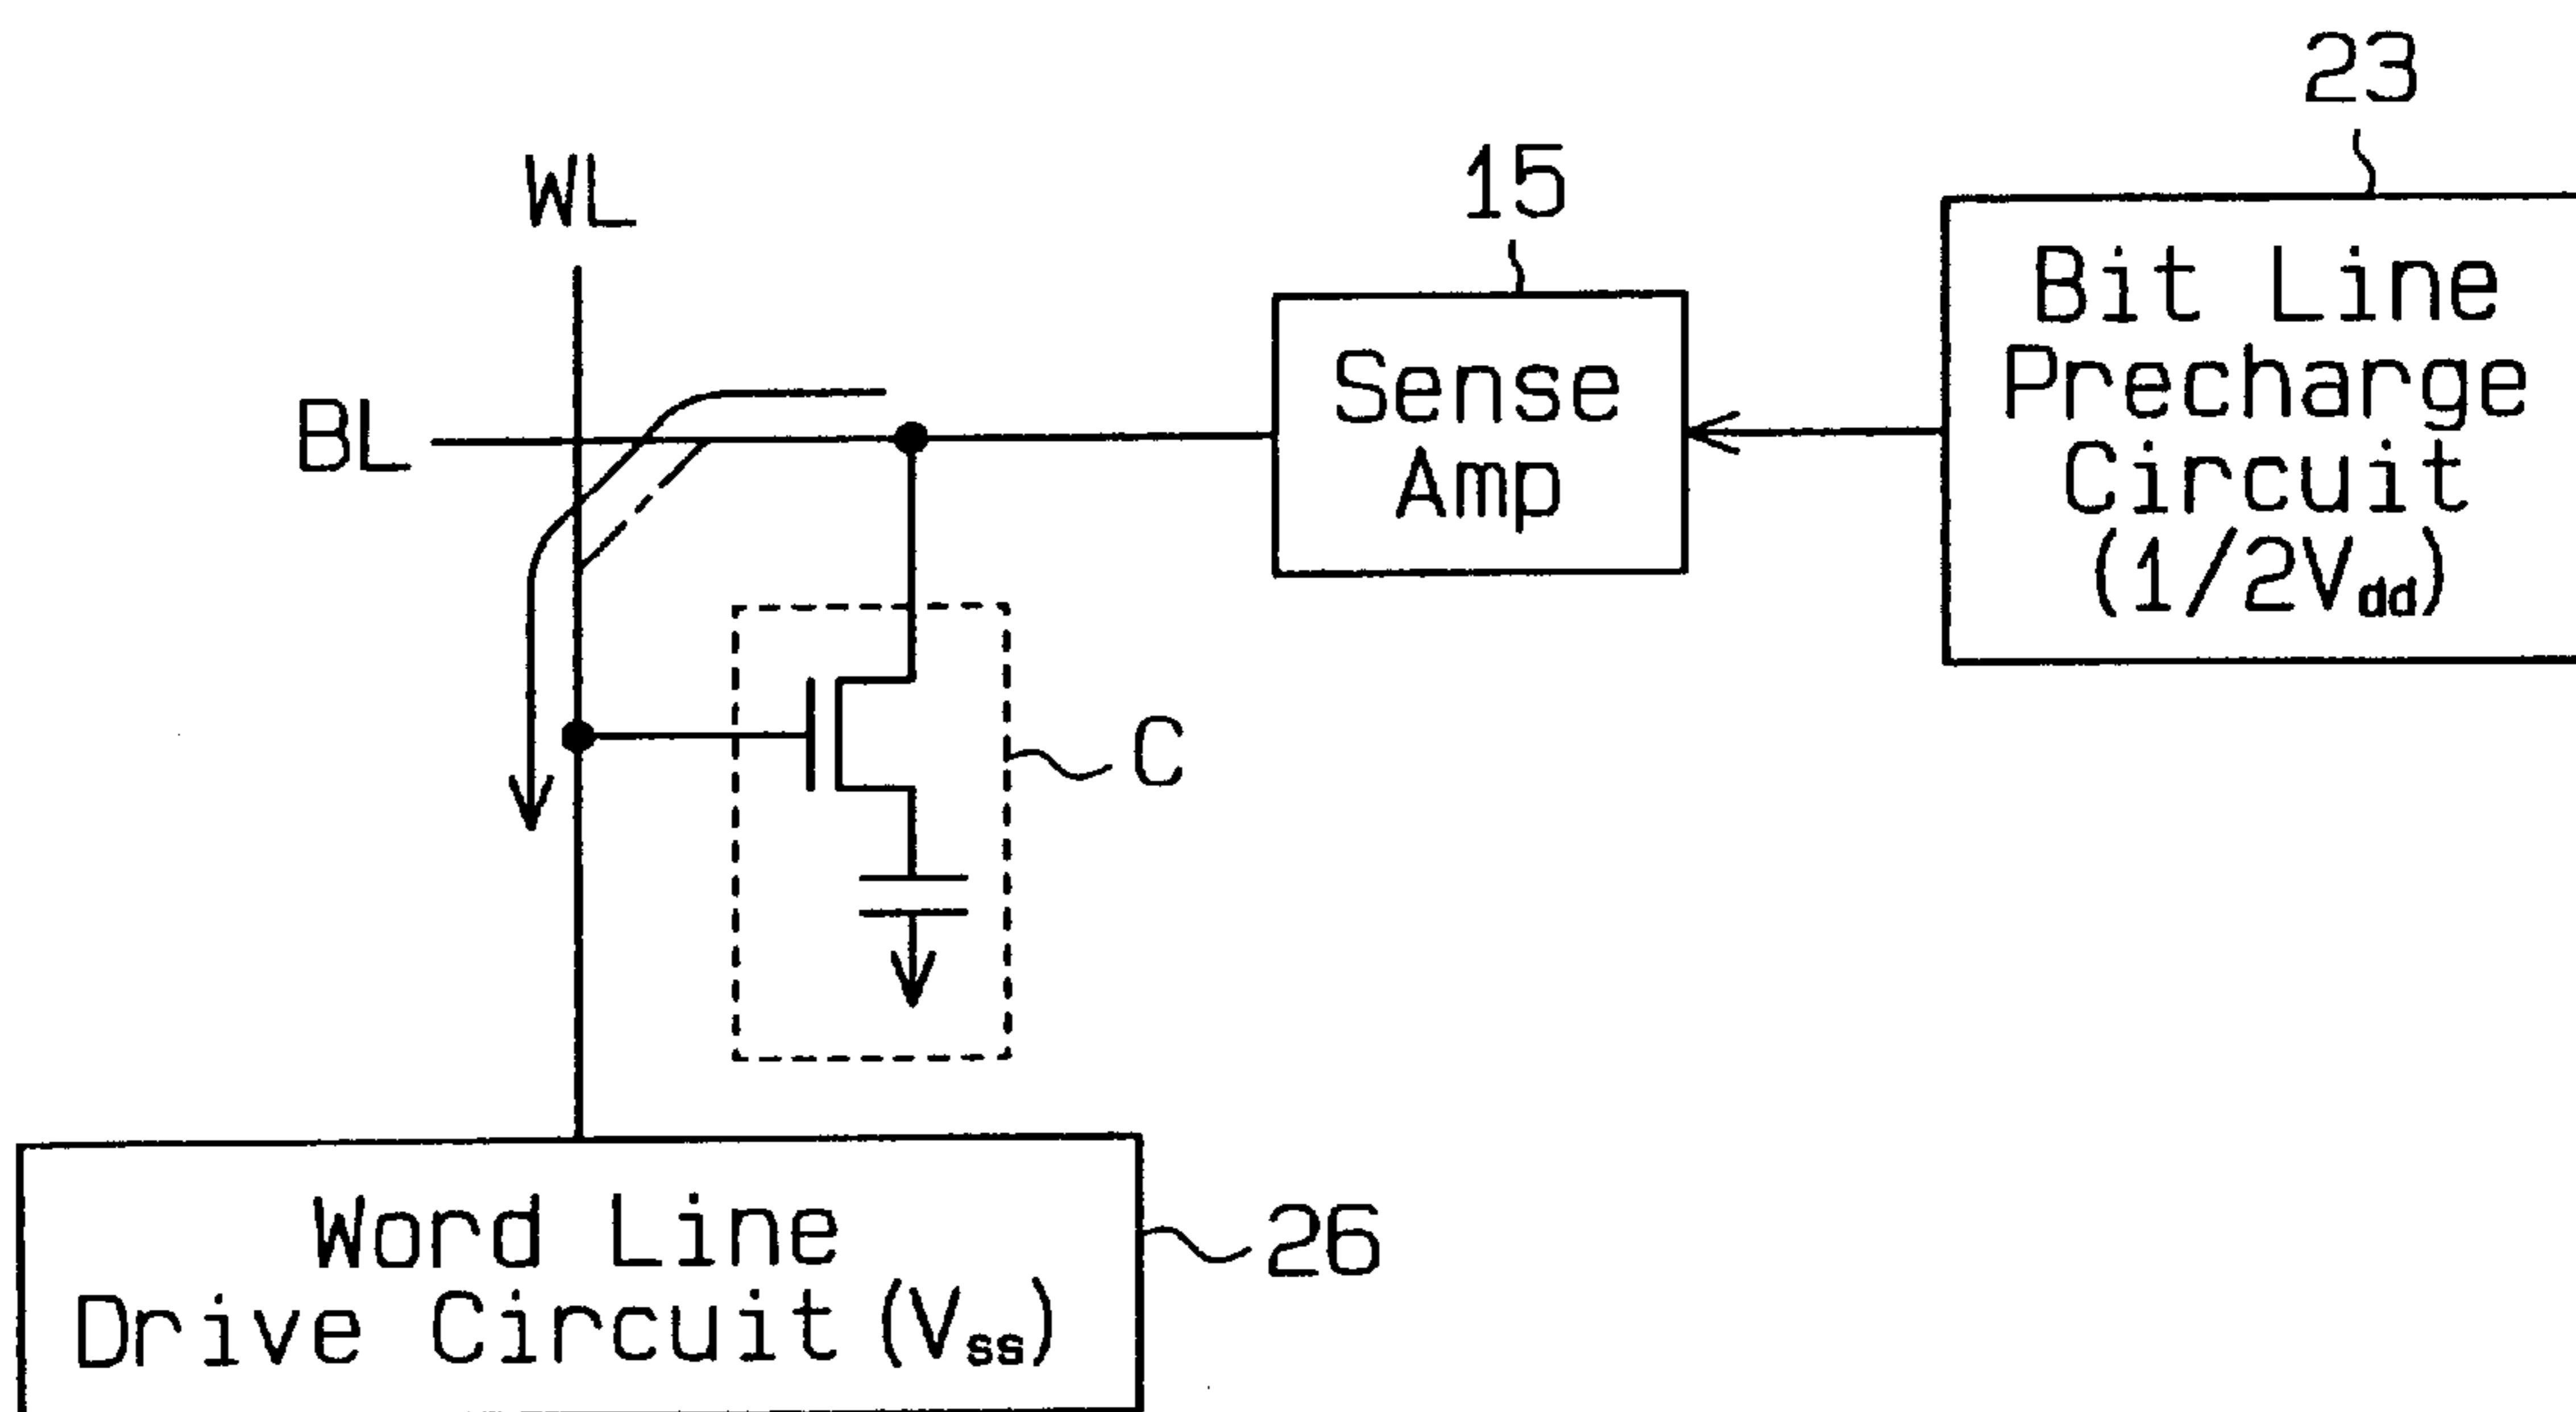 23
15
WL
Bit Line
Precharge
Circuit
(1/2Vdd)
Sense
Amp
BL
C
Word Line
Drive Circuit (Vss)
26